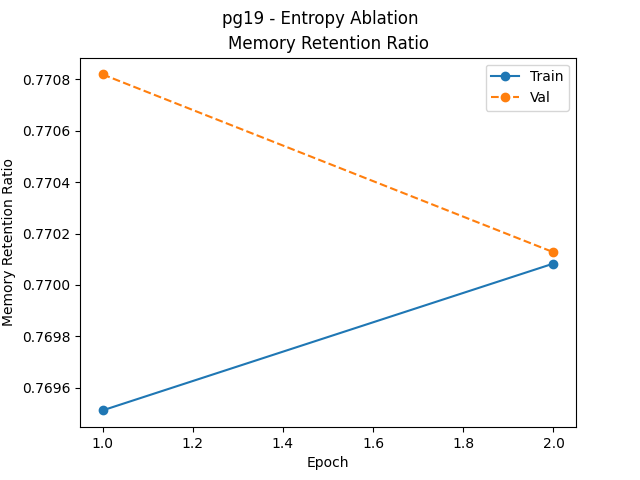 pg19 - Entropy Ablation
Memory Retention Ratio
Train
Val
0.7708
0.7706
0.7704
0.7702
0.7700
0.7698
0.7696
Memory Retention Ratio
1.0 1.2 1.4 1.6 1.8 2.0
Epoch